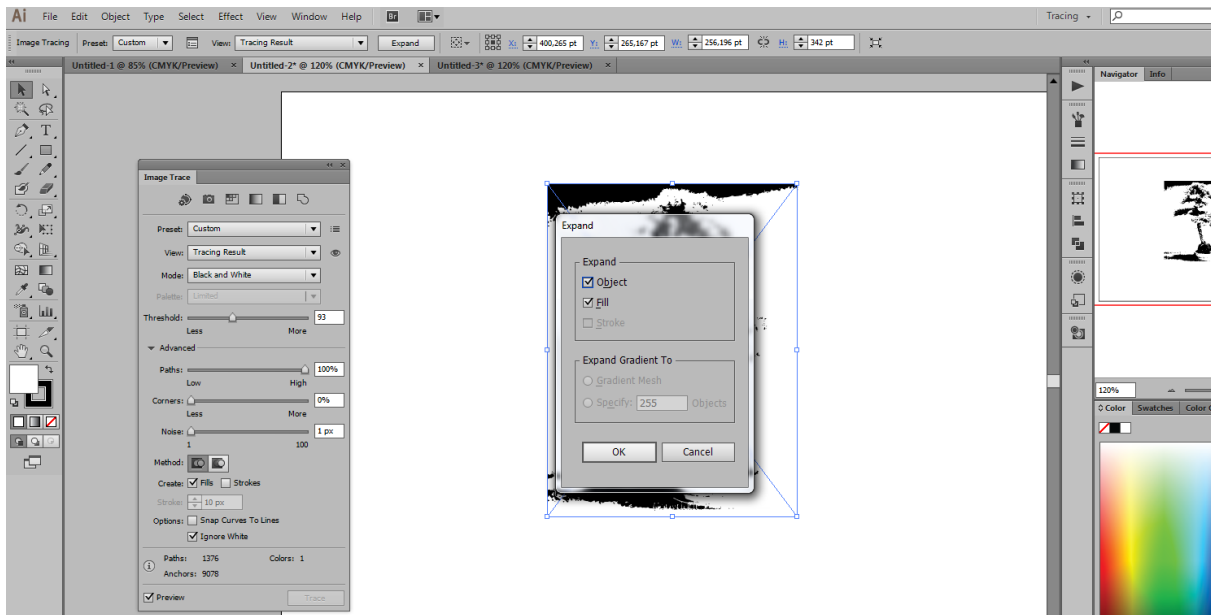 Ai File Edit Object Type Select Effect View Window Help Br Tracing
Image Tracing Preset: Custom View: Tracing Result Expand X: 400,265 pt Y: 265,167 pt W: 256,196 pt H: 342 pt
Untitled-1 @ 85% (CMYK/Preview) × Untitled-2* @ 120% (CMYK/Preview) × Untitled-3* @ 120% (CMYK/Preview) ×
Navigator Info
Image Trace
Preset: Custom
View: Tracing Result
Mode: Black and White
Palette: Limited
Threshold: 93
Less More
Advanced
Paths: 100%
Low High
Corners: 0%
Less More
Noise: 1 px
1 100
Method:
Create: Fills Strokes
Stroke: 10 px
Options: Snap Curves To Lines
Ignore White
Paths: 1376 Colors: 1
Anchors: 9078
Preview Trace
Expand
Expand
Object
Fill
Stroke
Expand Gradient To
Gradient Mesh
Specify: 255 Objects
OK Cancel
120%
Color Swatches Color